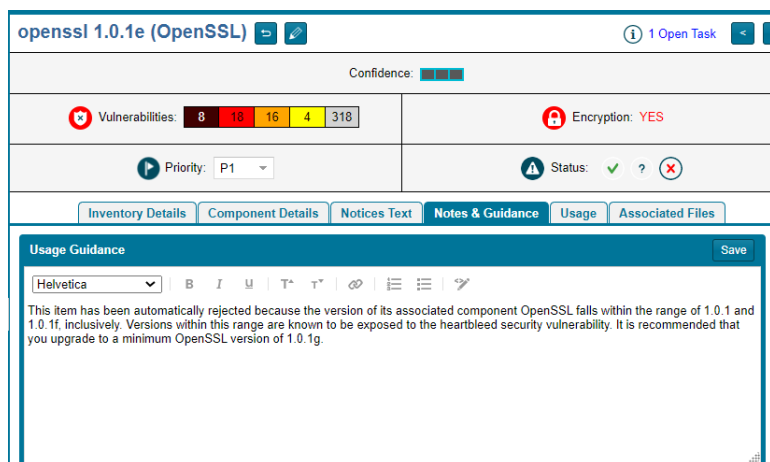 openssl 1.0.1e (OpenSSL)
1 Open Task
<
Confidence:
Vulnerabilities: 8 18 16 4 318
Encryption: YES
Priority: P1
Status: ?
Inventory Details Component Details Notices Text Notes & Guidance Usage Associated Files
Usage Guidance
Save
Helvetica B I U T T
This item has been automatically rejected because the version of its associated component OpenSSL falls within the range of 1.0.1 and
1.0.1f, inclusively. Versions within this range are known to be exposed to the heartbleed security vulnerability. It is recommended that
you upgrade to a minimum OpenSSL version of 1.0.1g.